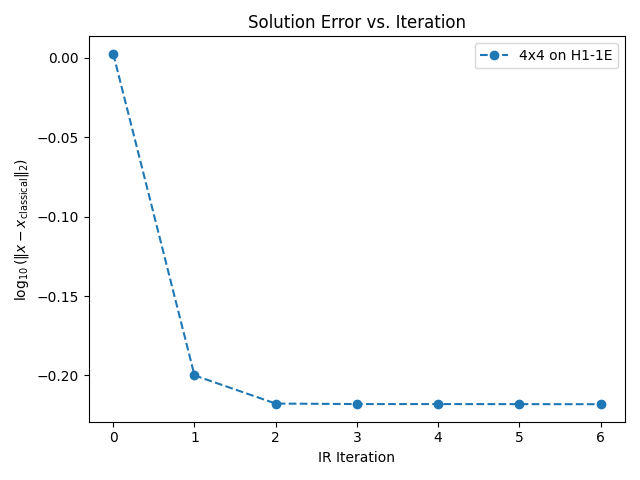 Solution Error vs. Iteration
4x4 on H1-1E
0.00
−0.05
−0.10
−0.15
−0.20
log₁₀(‖x − x_classical‖₂)
0 1 2 3 4 5 6
IR Iteration